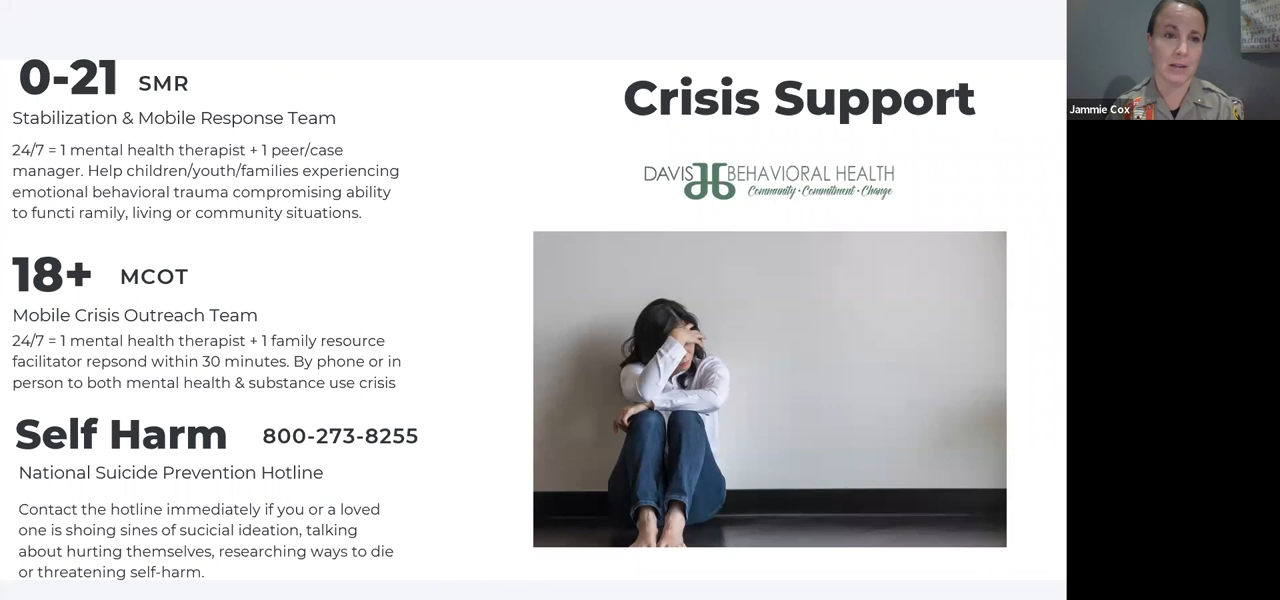 0-21 SMR
Stabilization & Mobile Response Team
24/7 = 1 mental health therapist + 1 peer/case
manager. Help children/youth/families experiencing
emotional behavioral trauma compromising ability
to functi ramily, living or community situations.
18+ MCOT
Mobile Crisis Outreach Team
24/7 = 1 mental health therapist + 1 family resource
facilitator repsond within 30 minutes. By phone or in
person to both mental health & substance use crisis
Self Harm 800-273-8255
National Suicide Prevention Hotline
Contact the hotline immediately if you or a loved
one is shoing sines of sucicial ideation, talking
about hurting themselves, researching ways to die
or threatening self-harm.
Crisis Support
DAVIS BEHAVIORAL HEALTH
Community · Commitment · Change
Jammie Cox